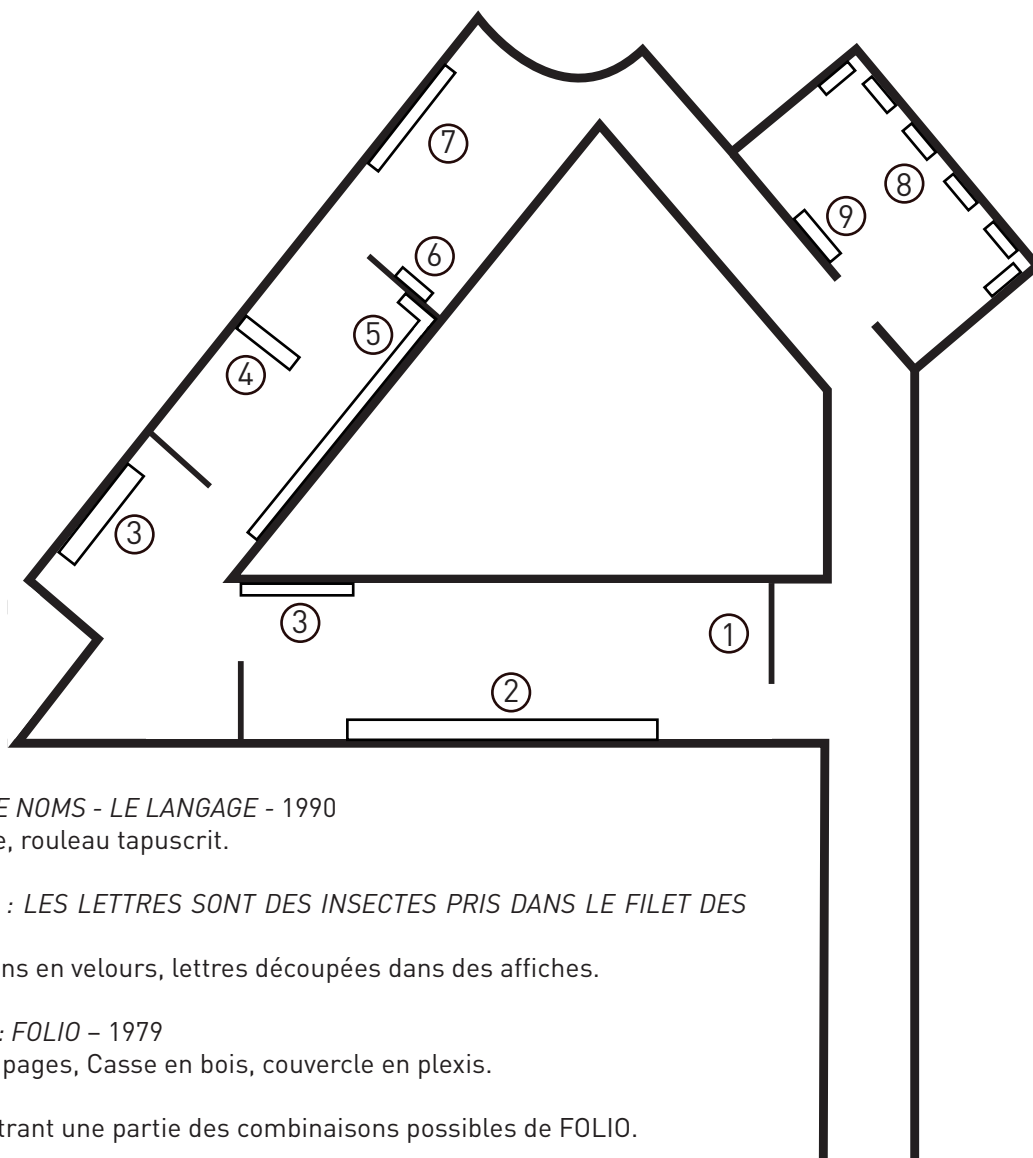 7
6
8
9
5
4
3
3
1
2
E NOMS - LE LANGAGE - 1990
e, rouleau tapuscrit.
: LES LETTRES SONT DES INSECTES PRIS DANS LE FILET DES
ns en velours, lettres découpées dans des affiches.
: FOLIO – 1979
pages, Casse en bois, couvercle en plexis.
trant une partie des combinaisons possibles de FOLIO.